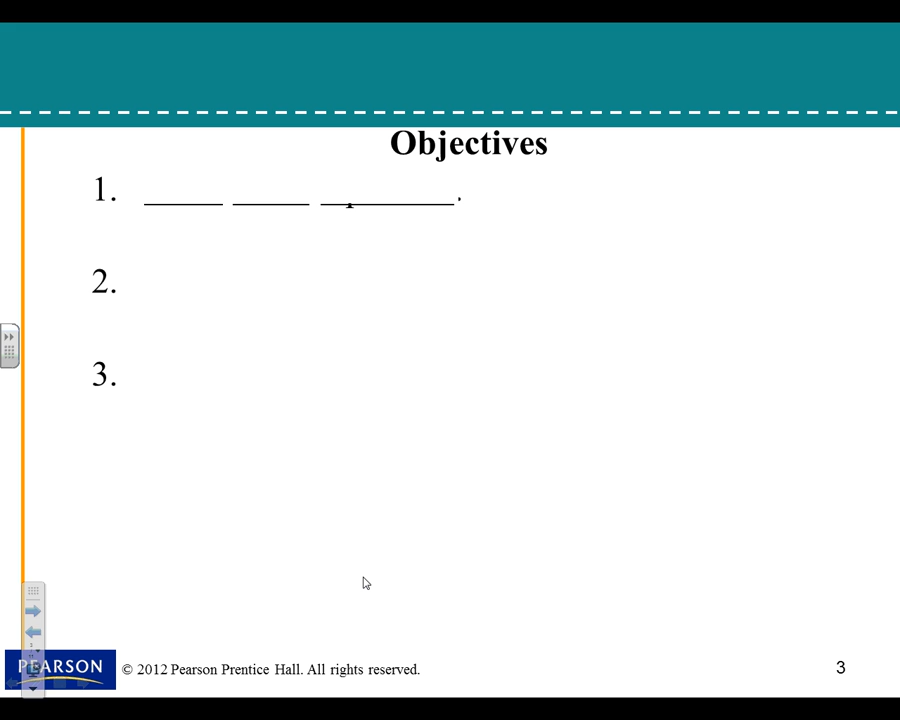 Objectives
1.
2.
3.
PEARSON
© 2012 Pearson Prentice Hall. All rights reserved.
3